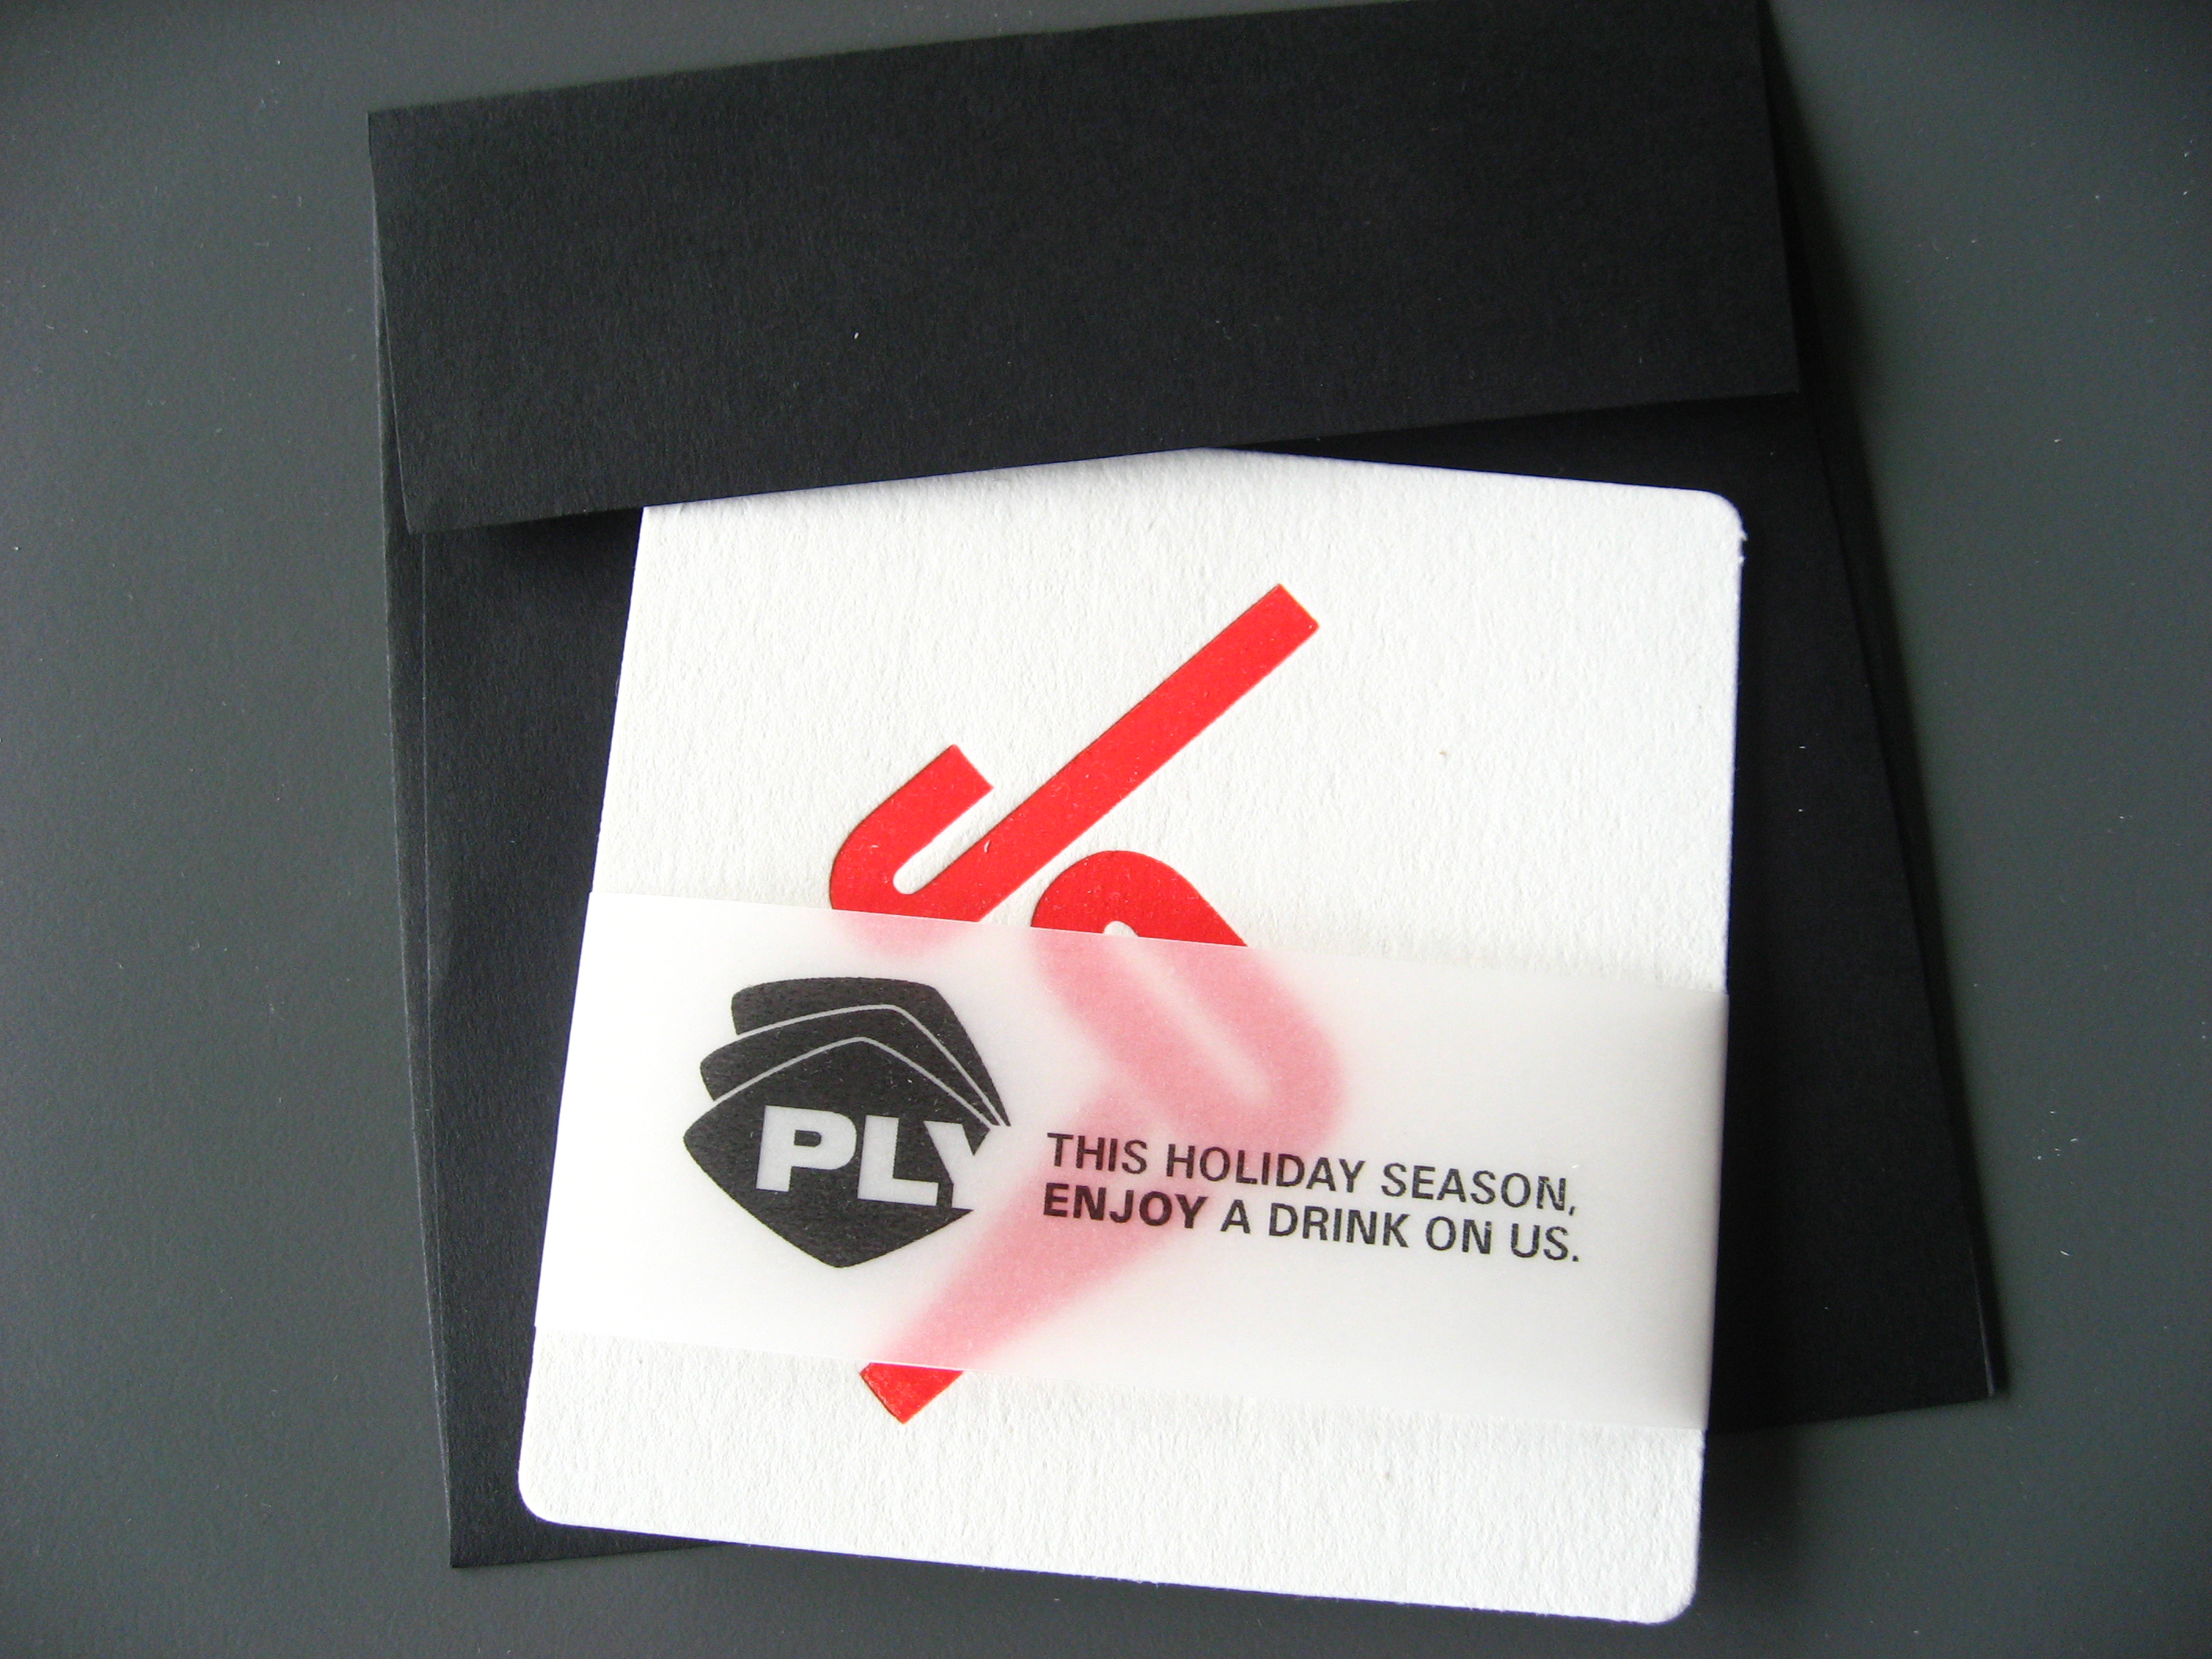 PLY
THIS HOLIDAY SEASON,
ENJOY A DRINK ON US.